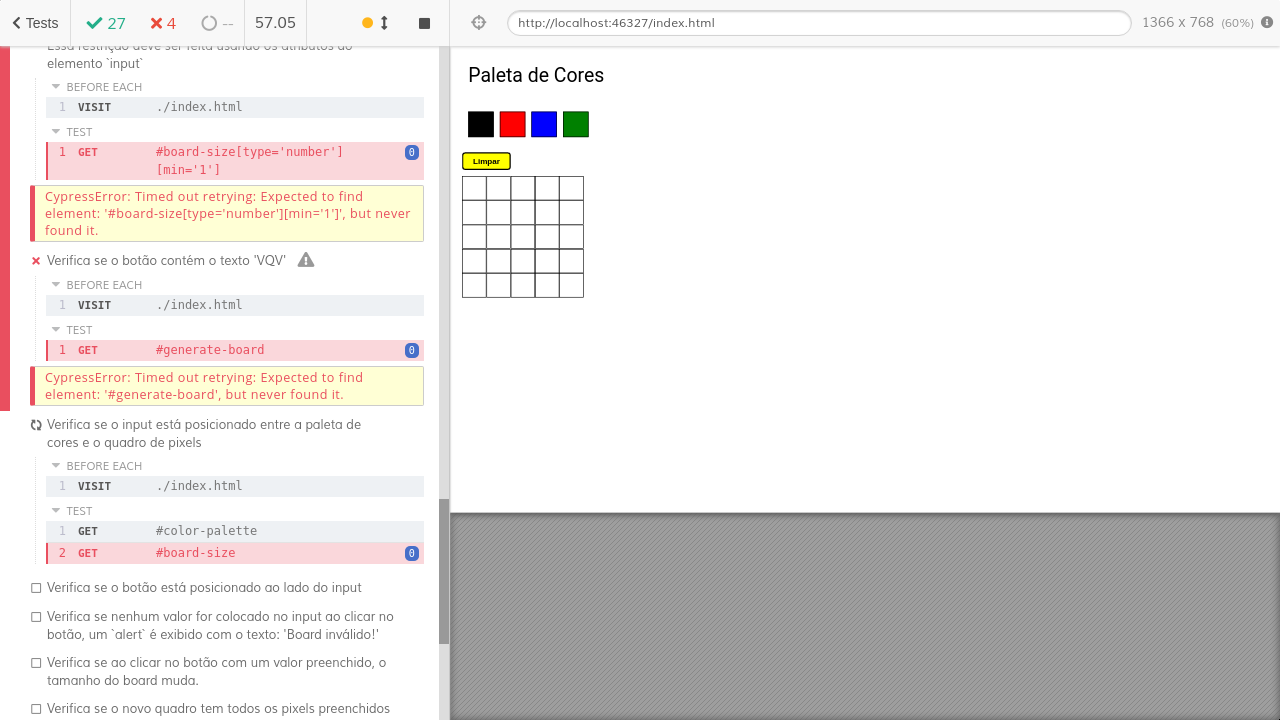 Tests
27
4
--
57.05
http://localhost:46327/index.html
1366 x 768 (60%)
Essa restrição deve ser feita usando os atributos do
elemento `input`
BEFORE EACH
1 VISIT ./index.html
TEST
1 GET #board-size[type='number']
[min='1']
0
CypressError: Timed out retrying: Expected to find
element: '#board-size[type='number'][min='1']', but never
found it.
Verifica se o botão contém o texto 'VQV'
BEFORE EACH
1 VISIT ./index.html
TEST
1 GET #generate-board 0
CypressError: Timed out retrying: Expected to find
element: '#generate-board', but never found it.
Verifica se o input está posicionado entre a paleta de
cores e o quadro de pixels
BEFORE EACH
1 VISIT ./index.html
TEST
1 GET #color-palette
2 GET #board-size 0
Verifica se o botão está posicionado ao lado do input
Verifica se nenhum valor for colocado no input ao clicar no
botão, um `alert` é exibido com o texto: 'Board inválido!'
Verifica se ao clicar no botão com um valor preenchido, o
tamanho do board muda.
Verifica se o novo quadro tem todos os pixels preenchidos
Paleta de Cores
Limpar